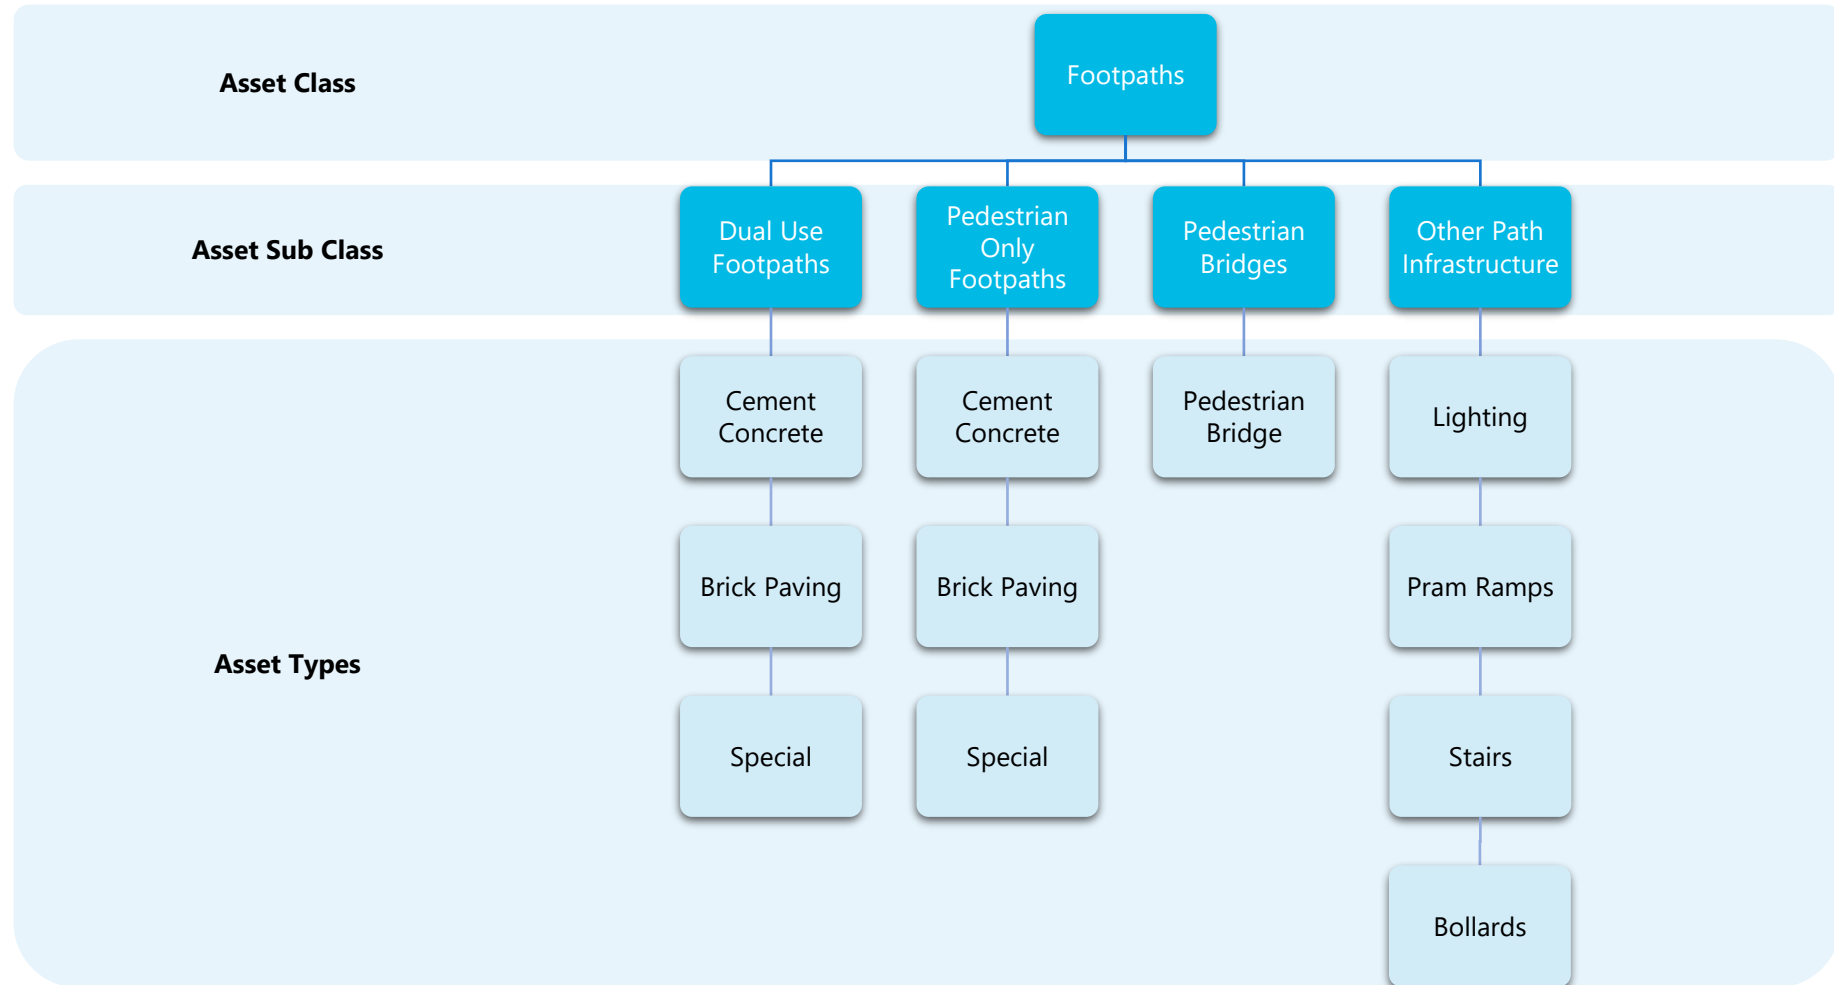 Asset Class
Footpaths
Asset Sub Class
Dual Use
Footpaths
Pedestrian
Only
Footpaths
Pedestrian
Bridges
Other Path
Infrastructure
Asset Types
Cement
Concrete
Cement
Concrete
Pedestrian
Bridge
Lighting
Brick Paving
Brick Paving
Pram Ramps
Special
Special
Stairs
Bollards